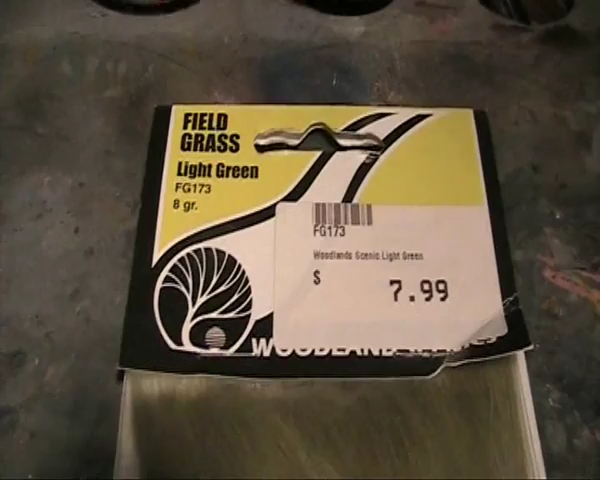 FIELD
GRASS
Light Green
FG173
8 gr.
FG173
Woodlands Scenic Light Green
$
7.99
WOODLAND